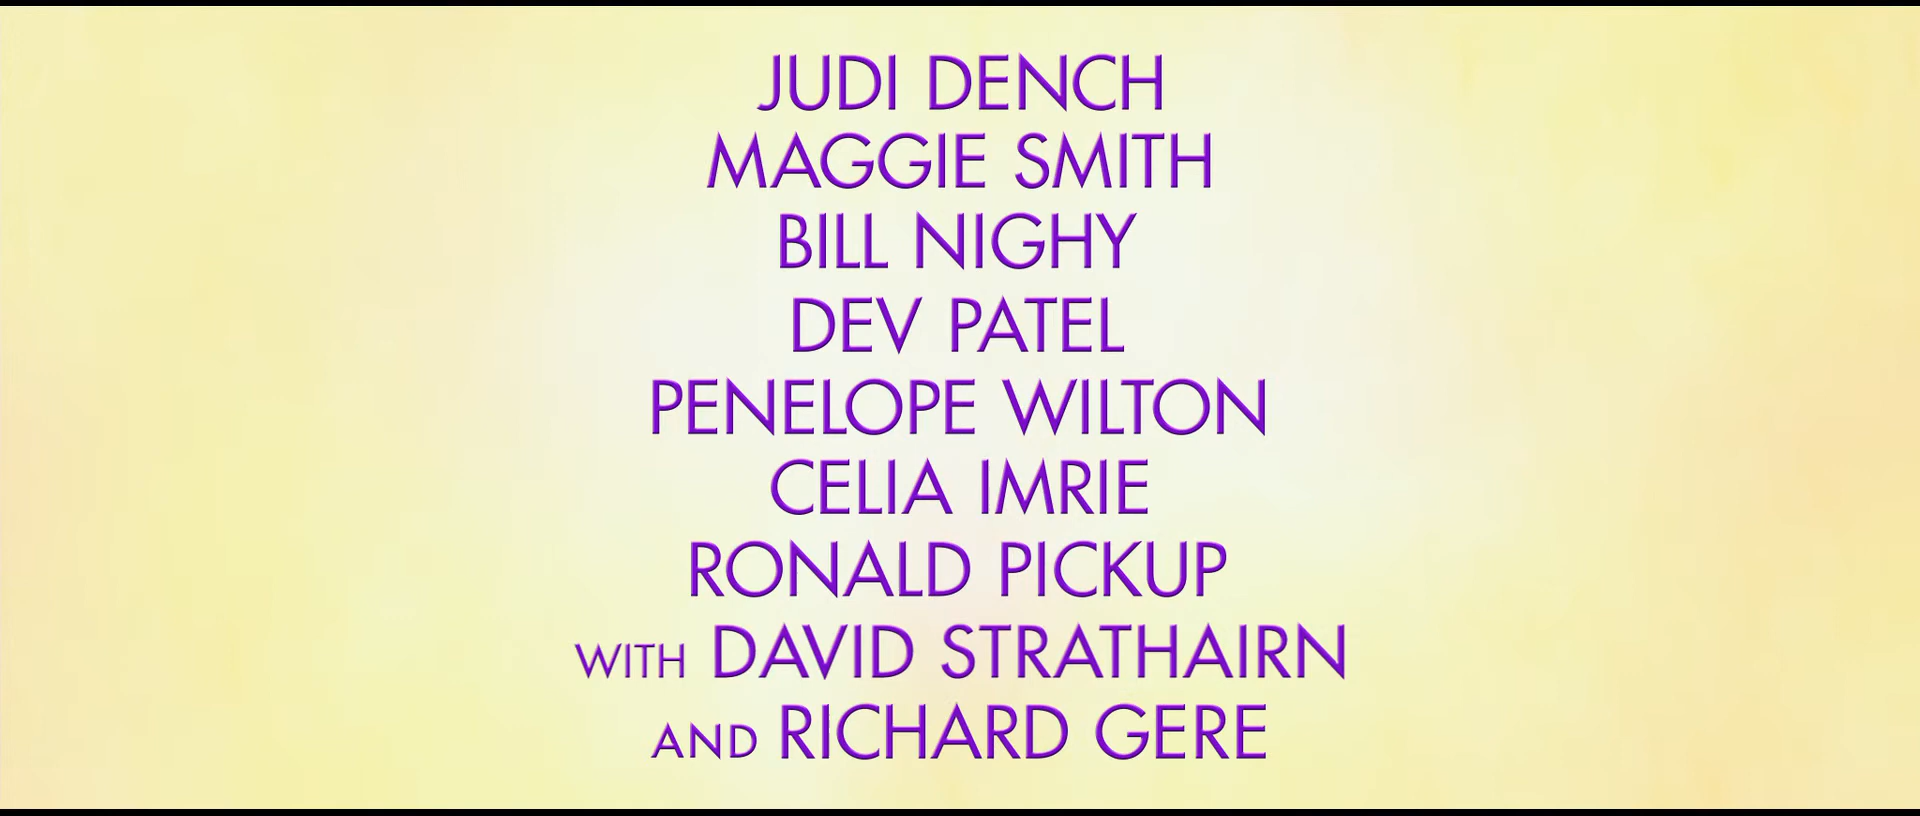 JUDI DENCH
MAGGIE SMITH
BILL NIGHY
DEV PATEL
PENELOPE WILTON
CELIA IMRIE
RONALD PICKUP
WITH DAVID STRATHAIRN
AND RICHARD GERE